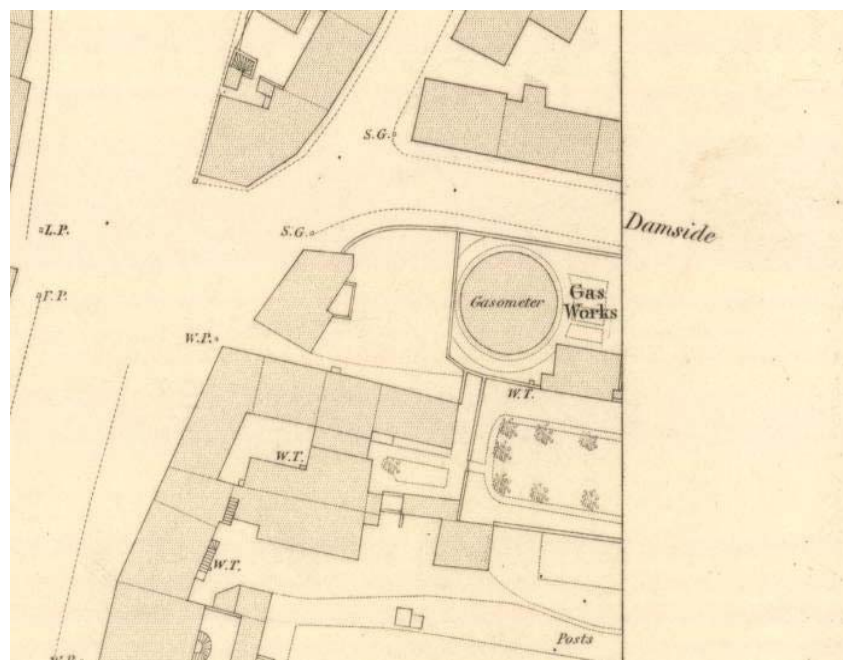 S.G.
L.P.
S.G.
Damside
Gasometer
Gas
Works
F.P.
W.P.
W.T.
W.T.
W.T.
Posts
W.P.